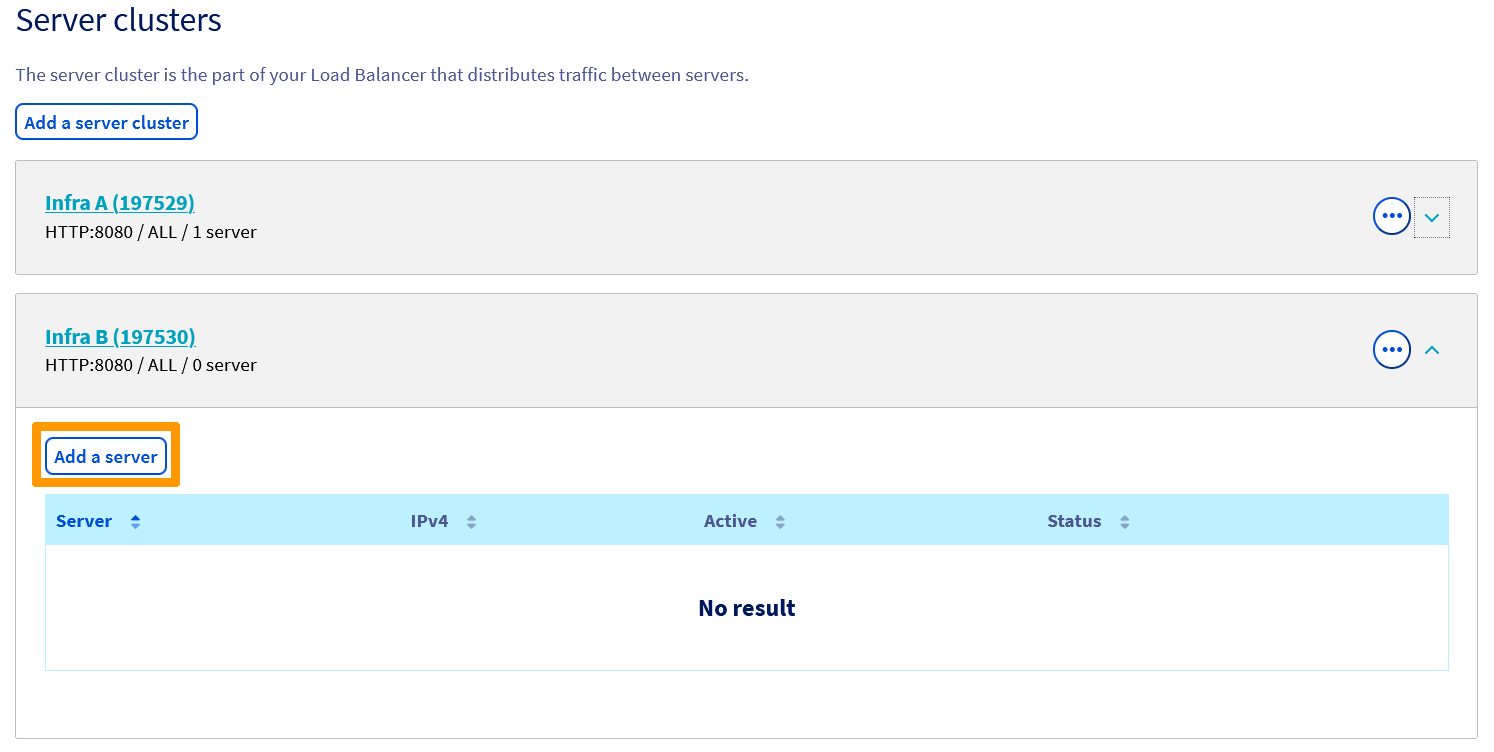 Server clusters
The server cluster is the part of your Load Balancer that distributes traffic between servers.
Add a server cluster
Infra A (197529)
HTTP:8080 / ALL / 1 server
Infra B (197530)
HTTP:8080 / ALL / 0 server
Add a server
Server IPv4 Active Status
No result